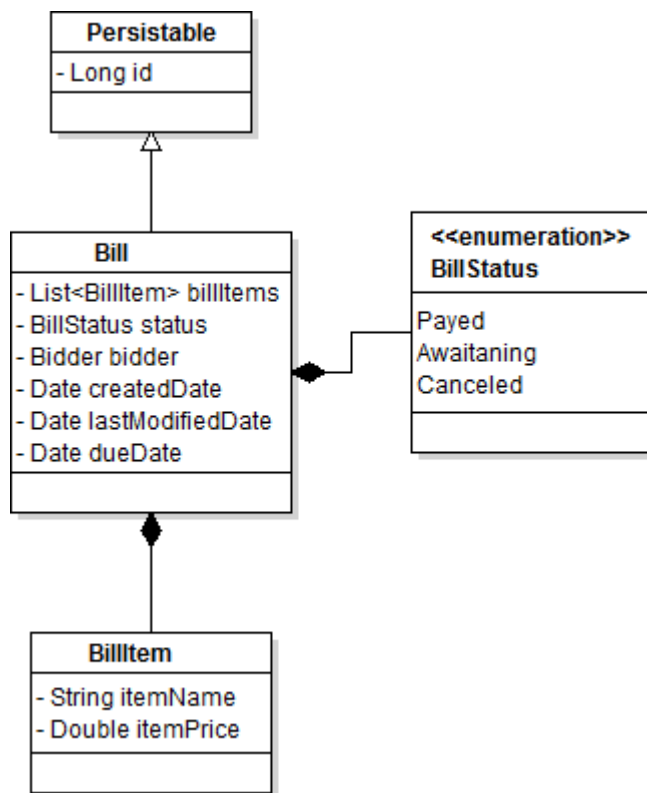 Persistable
- Long id
Bill
- List<BillItem> billItems
- BillStatus status
- Bidder bidder
- Date createdDate
- Date lastModifiedDate
- Date dueDate
<<enumeration>>
BillStatus
Payed
Awaitaning
Canceled
BillItem
- String itemName
- Double itemPrice